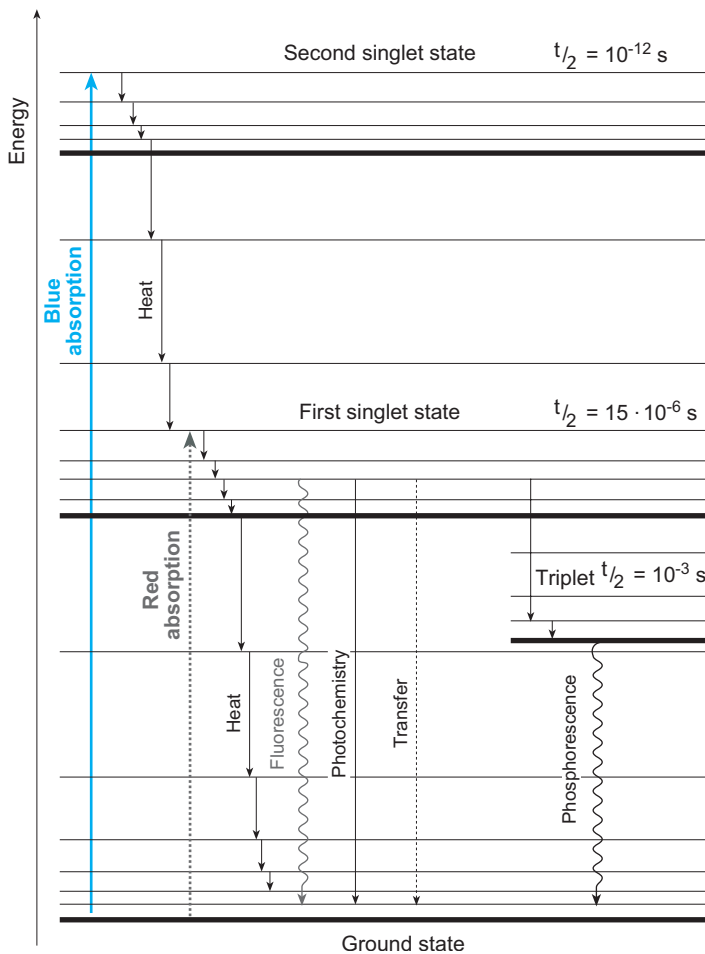 Second singlet state t/2 = 10⁻¹² s
Energy
Blue
absorption
Heat
First singlet state t/2 = 15 · 10⁻⁶ s
Red
absorption
Triplet t/2 = 10⁻³ s
Heat
Fluorescence
Photochemistry
Transfer
Phosphorescence
Ground state